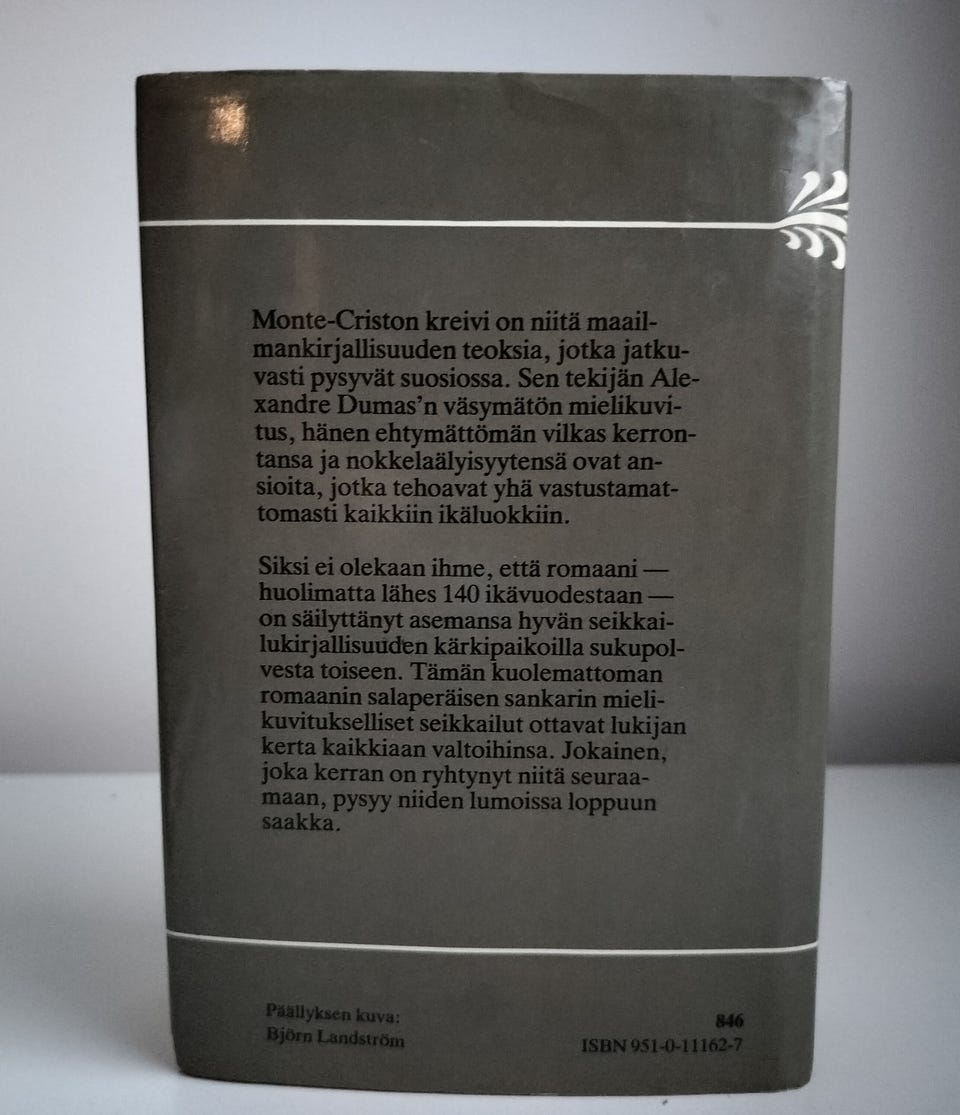 Monte-Criston kreivi on niitä maail-
mankirjallisuuden teoksia, jotka jatku-
vasti pysyvät suosiossa. Sen tekijän Ale-
xandre Dumas'n väsymätön mielikuvi-
tus, hänen ehtymättömän vilkas kerron-
tansa ja nokkelaälyisyytensä ovat an-
sioita, jotka tehoavat yhä vastustamat-
tomasti kaikkiin ikäluokkiin.
Siksi ei olekaan ihme, että romaani —
huolimatta lähes 140 ikävuodestaan —
on säilyttänyt asemansa hyvän seikkai-
lukirjallisuuden kärkipaikoilla sukupol-
vesta toiseen. Tämän kuolemattoman
romaanin salaperäisen sankarin mieli-
kuvitukselliset seikkailut ottavat lukijan
kerta kaikkiaan valtoihinsa. Jokainen,
joka kerran on ryhtynyt niitä seuraa-
maan, pysyy niiden lumoissa loppuun
saakka.
Päällyksen kuva:
Björn Landström
846
ISBN 951-0-11162-7